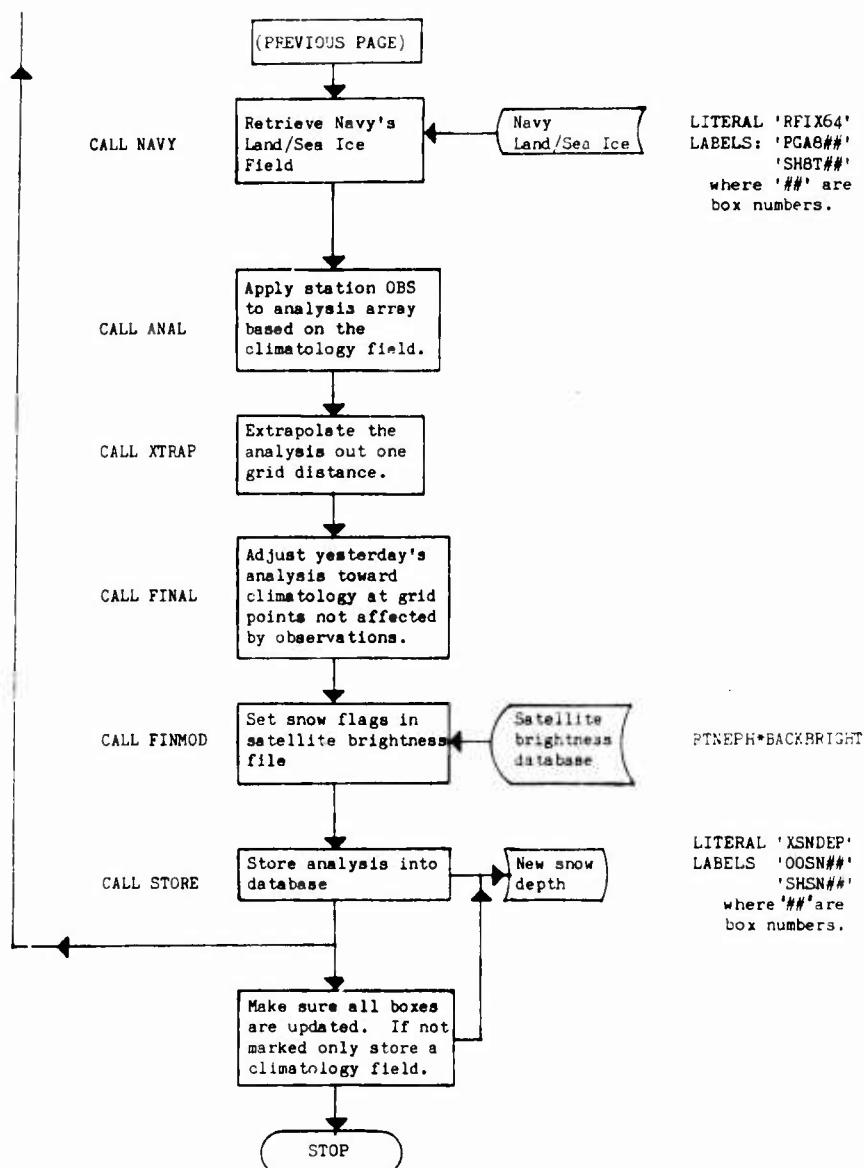 (PREVIOUS PAGE)
CALL NAVY
Retrieve Navy's
Land/Sea Ice
Field
Navy
Land/Sea Ice
LITERAL 'RFIX64'
LABELS: 'PGA8##'
'SH8T##'
where '##' are
box numbers.
CALL ANAL
Apply station OBS
to analysis array
based on the
climatology field.
CALL XTRAP
Extrapolate the
analysis out one
grid distance.
CALL FINAL
Adjust yesterday's
analysis toward
climatology at grid
points not affected
by observations.
CALL FINMOD
Set snow flags in
satellite brightness
file
Satellite
brightness
database
PTNEPH*BACKBRIGHT
CALL STORE
Store analysis into
database
New snow
depth
LITERAL 'XSNDEP'
LABELS 'OOSN##'
'SHSN##'
where '##' are
box numbers.
Make sure all boxes
are updated. If not
marked only store a
climatology field.
STOP